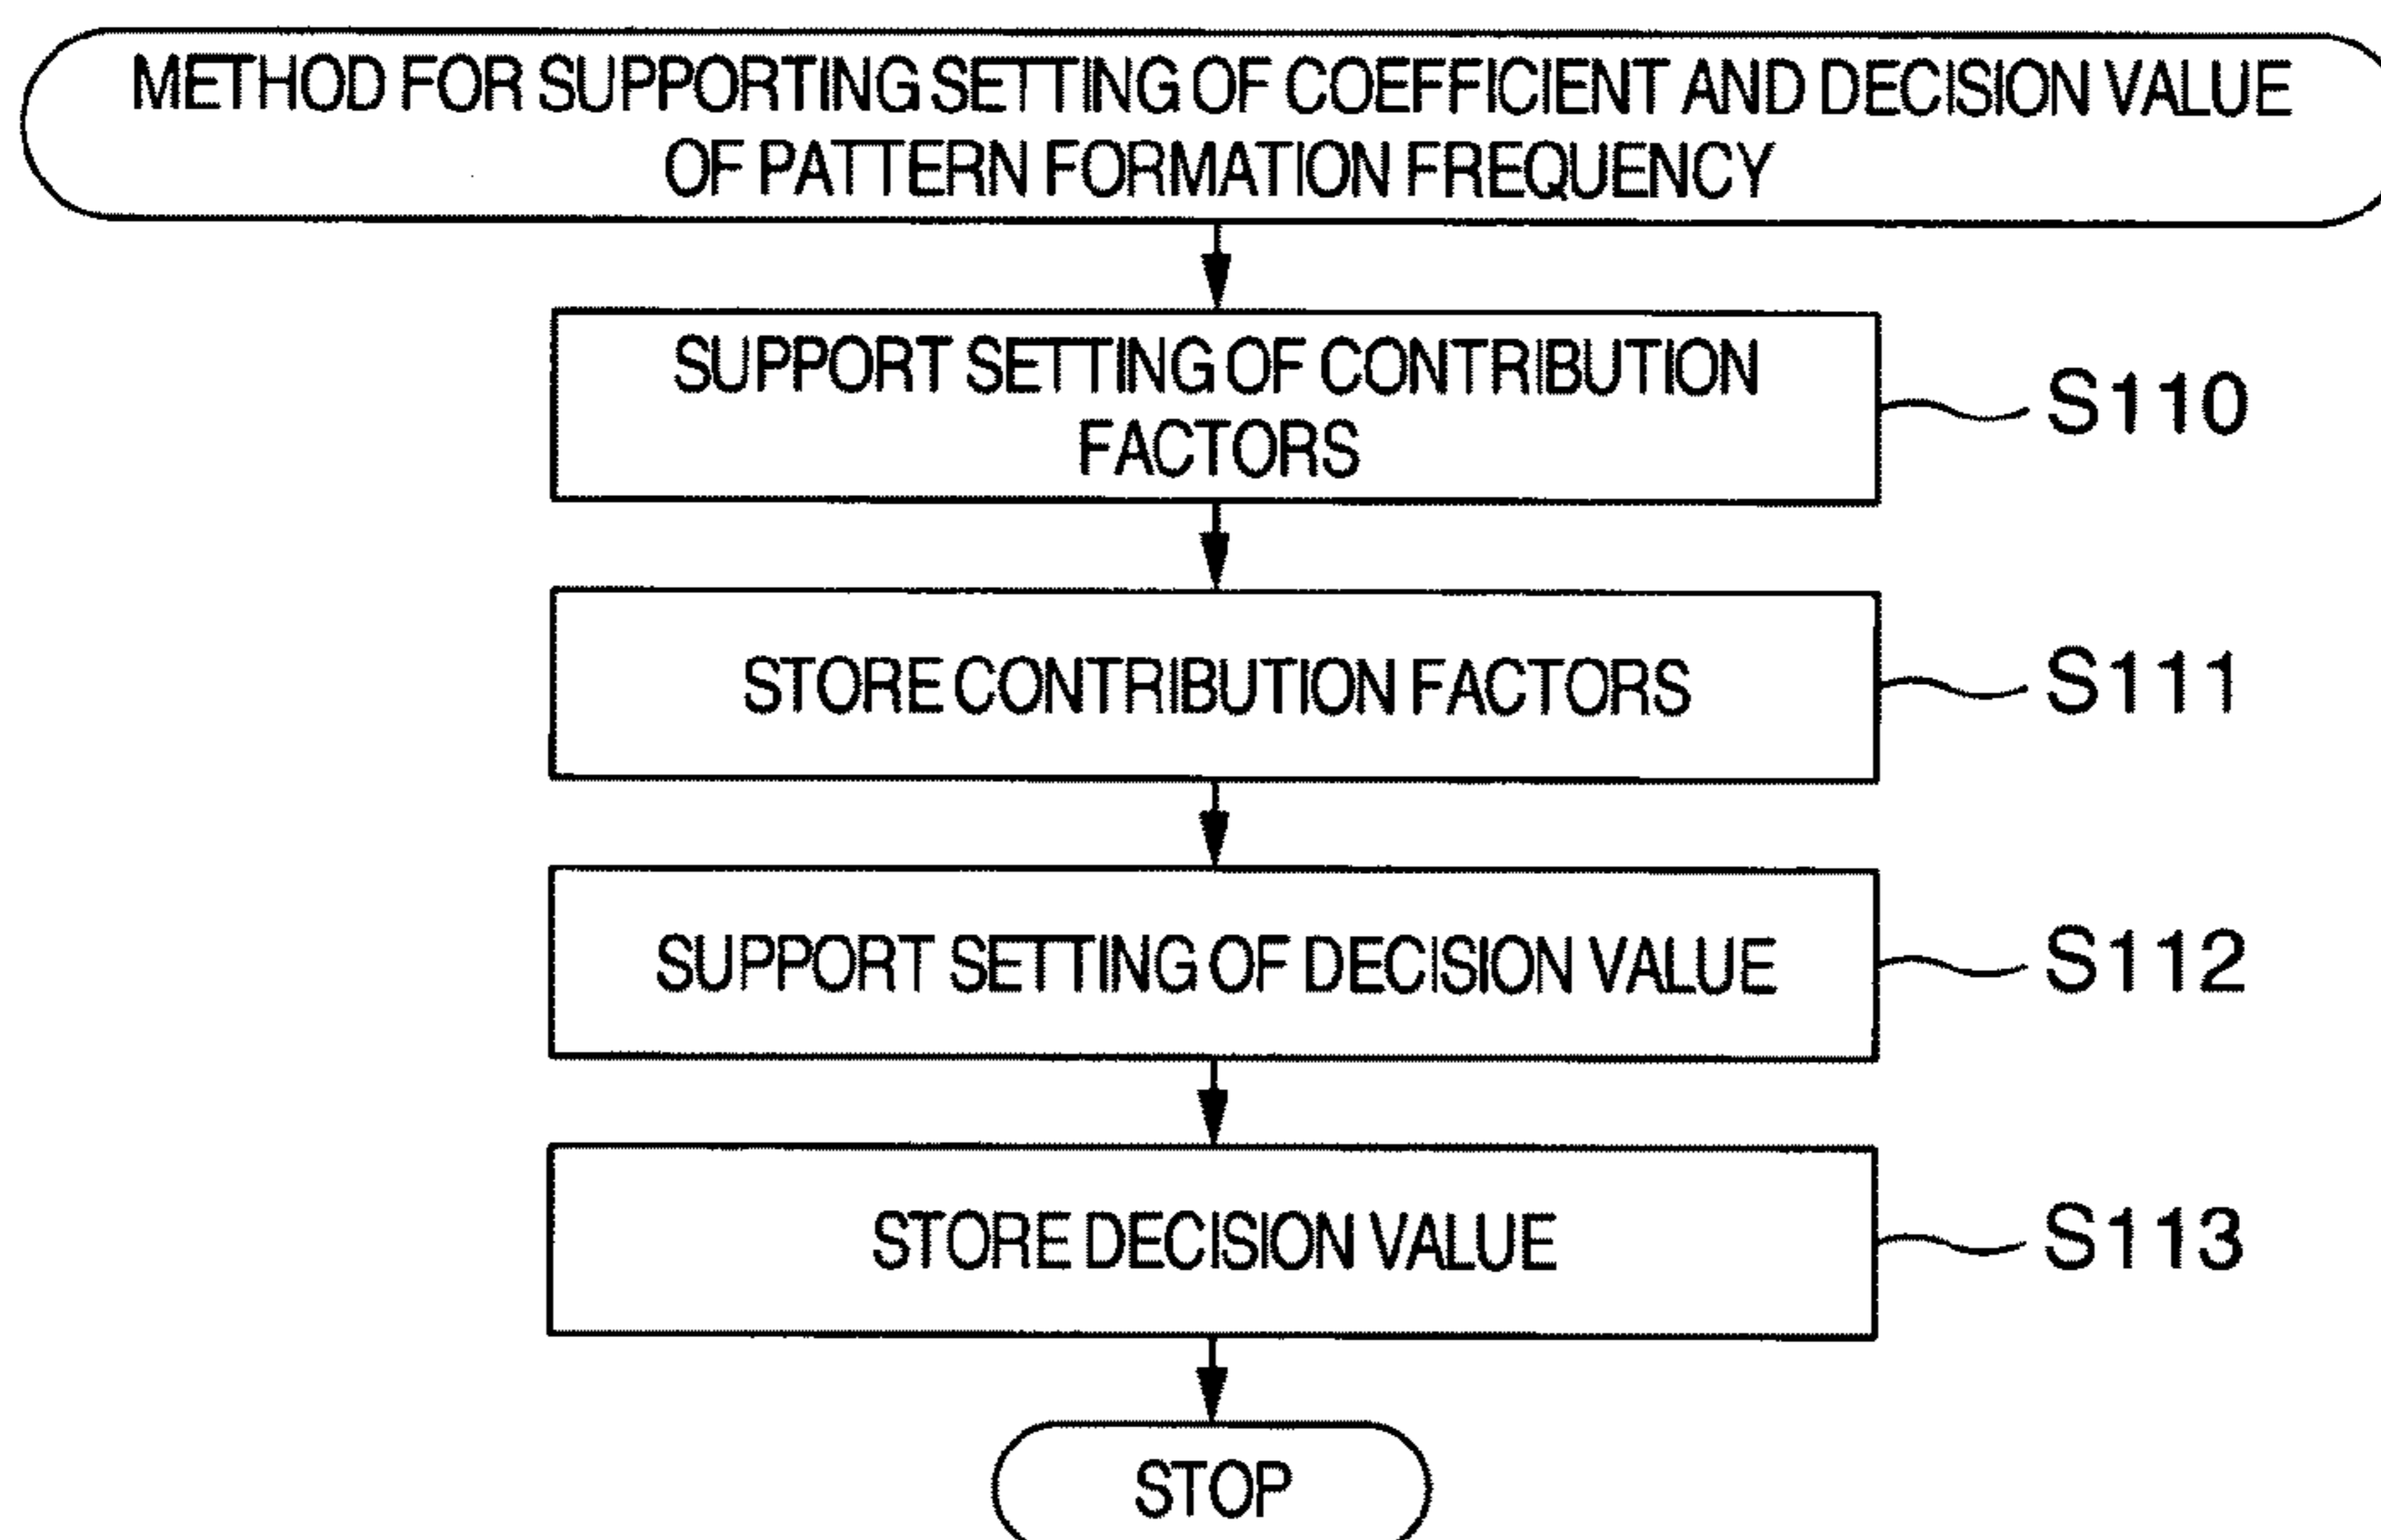 METHOD FOR SUPPORTING SETTING OF COEFFICIENT AND DECISION VALUE
OF PATTERN FORMATION FREQUENCY
SUPPORT SETTING OF CONTRIBUTION
FACTORS
S110
STORE CONTRIBUTION FACTORS
S111
SUPPORT SETTING OF DECISION VALUE
S112
STORE DECISION VALUE
S113
STOP